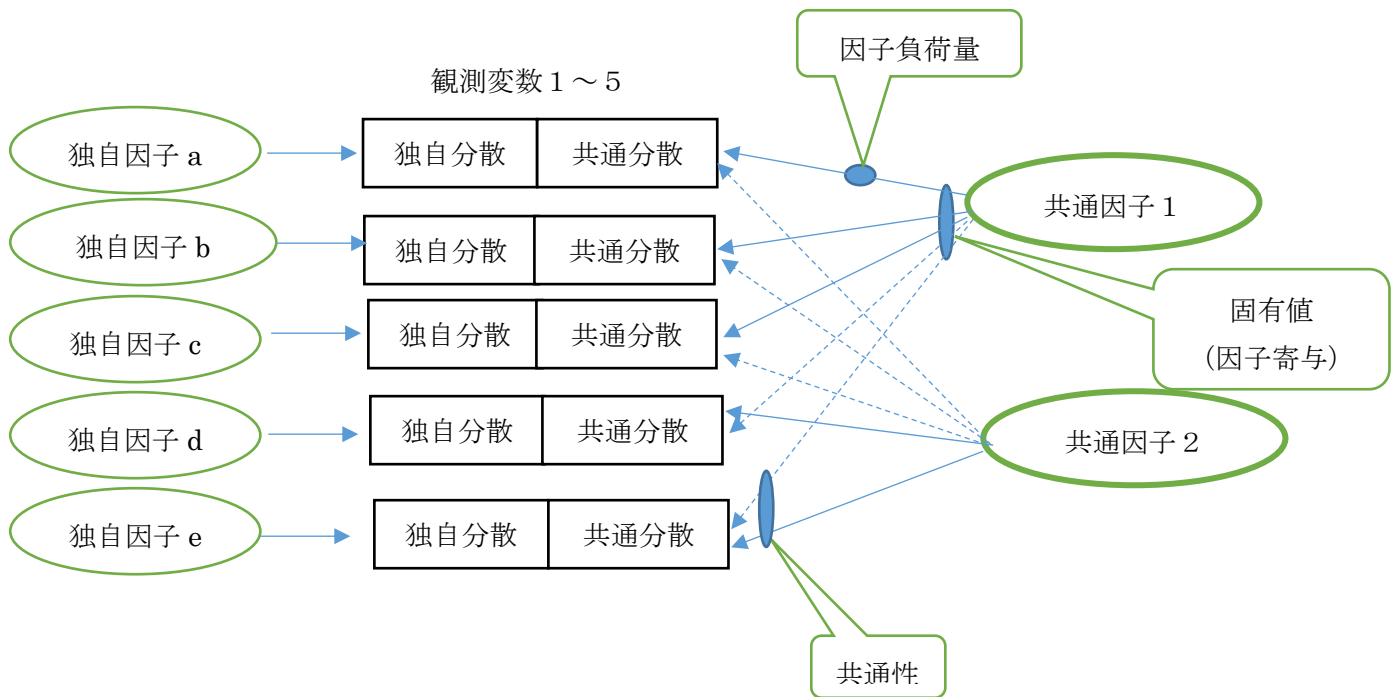 因子負荷量
観測変数１～５
独自因子 a
独自分散
共通分散
共通因子１
独自因子 b
独自分散
共通分散
固有値
(因子寄与)
独自因子 c
独自分散
共通分散
独自因子 d
独自分散
共通分散
共通因子２
独自因子 e
独自分散
共通分散
共通性